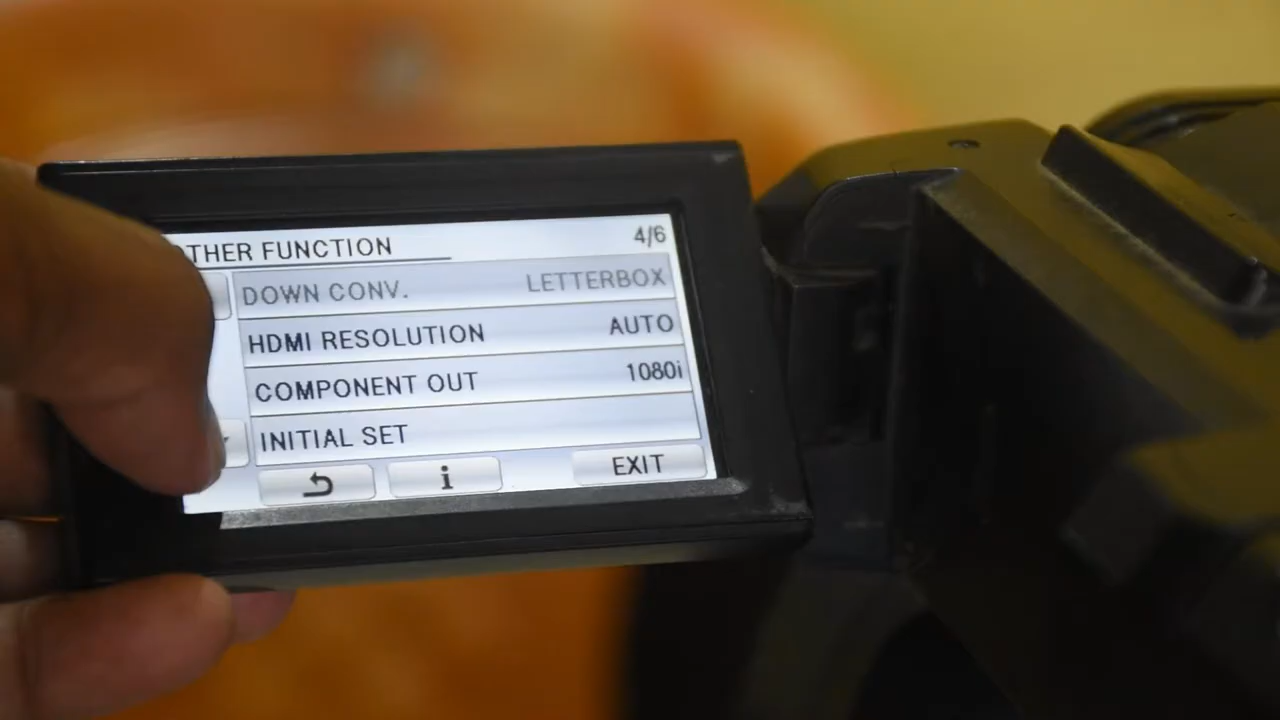 THER FUNCTION 4/6
DOWN CONV. LETTERBOX
HDMI RESOLUTION AUTO
COMPONENT OUT 1080i
INITIAL SET
i EXIT